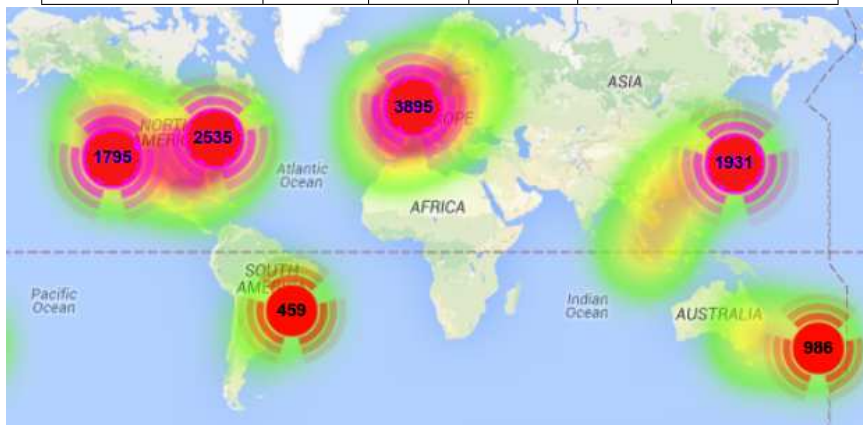 ASIA
3895
EUROPE
NORTH
AMERICA
2535
1795
1931
Atlantic
Ocean
AFRICA
SOUTH
AMERICA
Pacific
Ocean
459
Indian
Ocean
AUSTRALIA
986